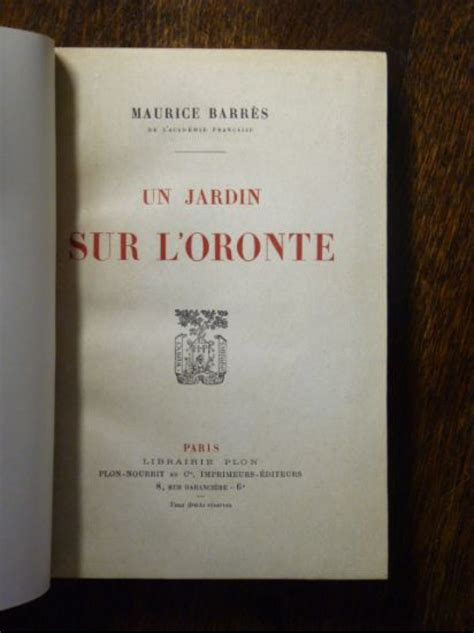 MAURICE BARRÈS
DE L'ACADÉMIE FRANÇAISE
UN JARDIN
SUR L'ORONTE
PARIS
LIBRAIRIE PLON
PLON-NOURRIT ET Cie, IMPRIMEURS-ÉDITEURS
8, RUE GARANCIÈRE - 6e
Tous droits réservés